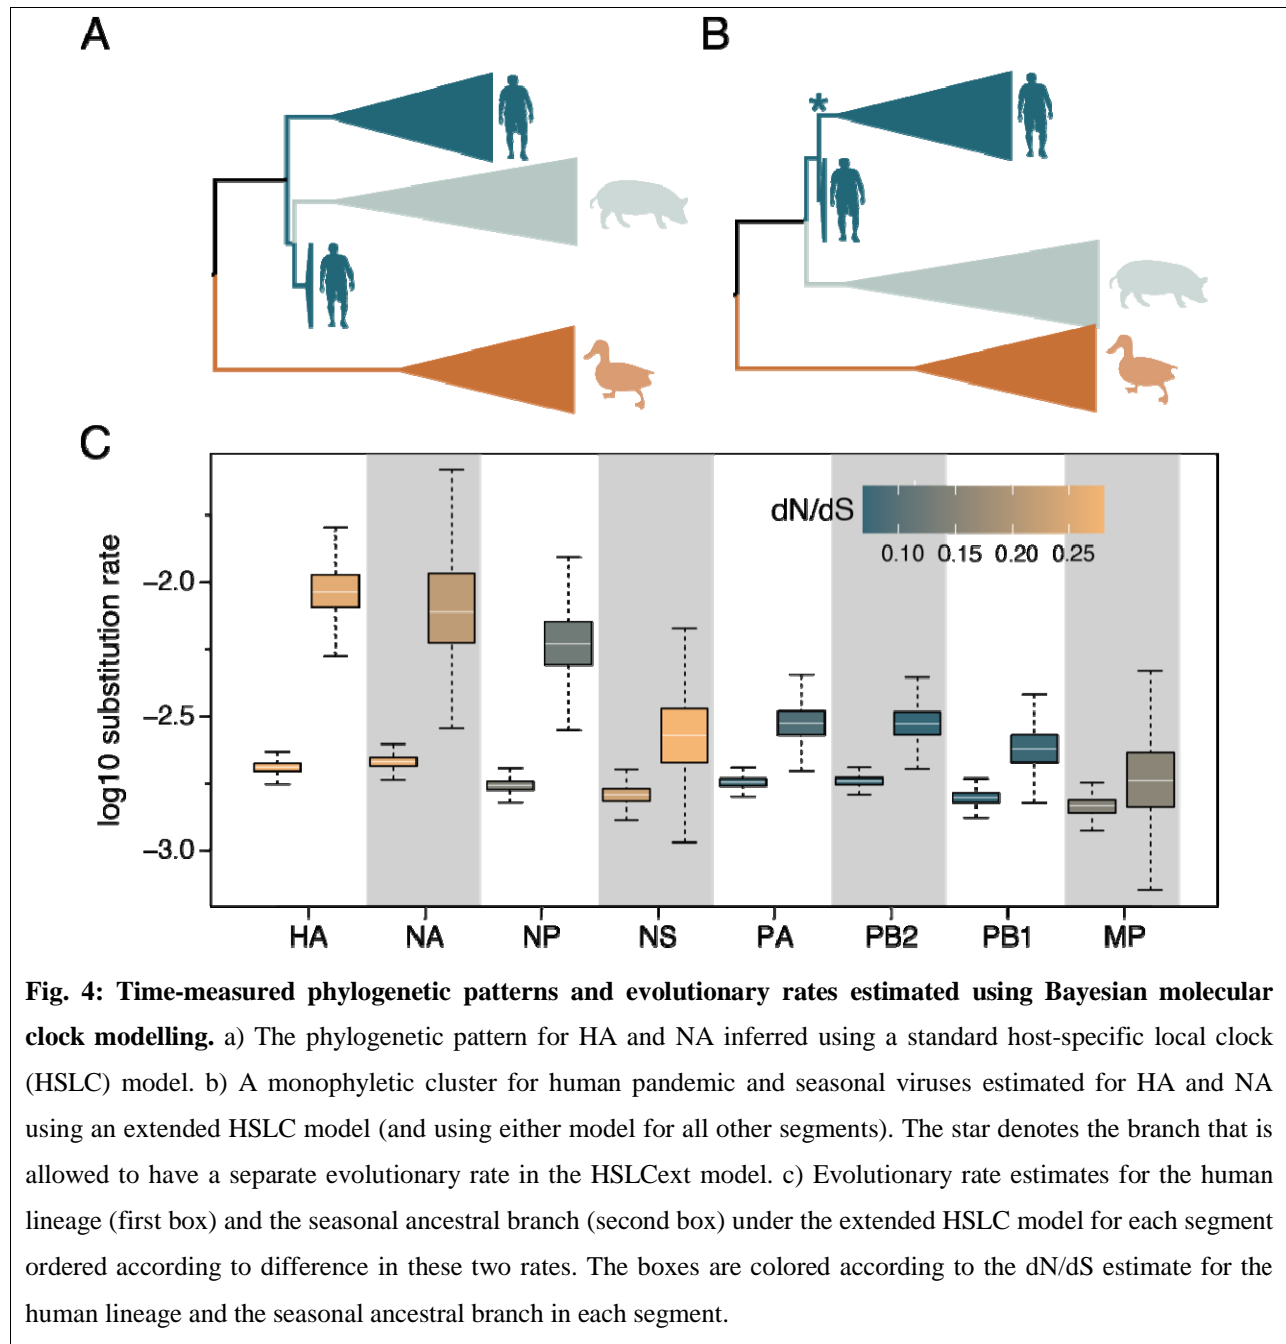 A
B
*
C
dN/dS
0.10 0.15 0.20 0.25
log10 substitution rate
−2.0
−2.5
−3.0
HA NA NP NS PA PB2 PB1 MP
Fig. 4: Time-measured phylogenetic patterns and evolutionary rates estimated using Bayesian molecular
clock modelling. a) The phylogenetic pattern for HA and NA inferred using a standard host-specific local clock
(HSLC) model. b) A monophyletic cluster for human pandemic and seasonal viruses estimated for HA and NA
using an extended HSLC model (and using either model for all other segments). The star denotes the branch that is
allowed to have a separate evolutionary rate in the HSLCext model. c) Evolutionary rate estimates for the human
lineage (first box) and the seasonal ancestral branch (second box) under the extended HSLC model for each segment
ordered according to difference in these two rates. The boxes are colored according to the dN/dS estimate for the
human lineage and the seasonal ancestral branch in each segment.